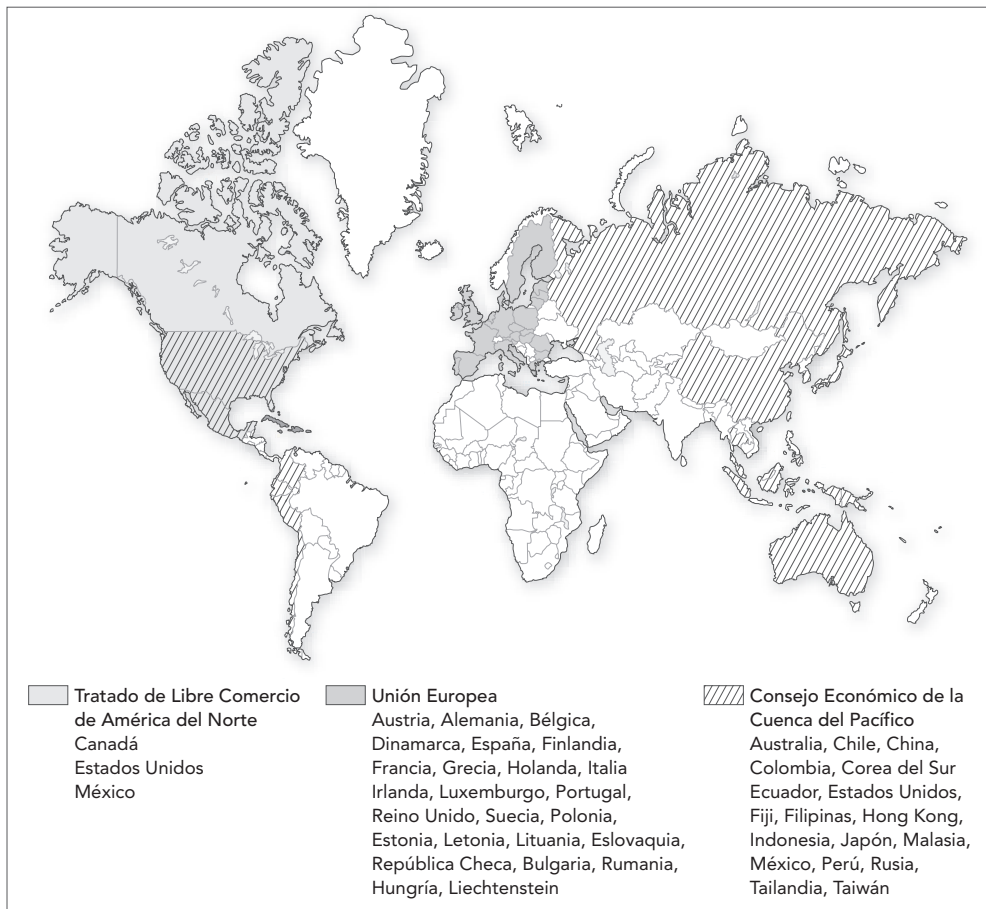 Tratado de Libre Comercio
de América del Norte
Canadá
Estados Unidos
México
Unión Europea
Austria, Alemania, Bélgica,
Dinamarca, España, Finlandia,
Francia, Grecia, Holanda, Italia
Irlanda, Luxemburgo, Portugal,
Reino Unido, Suecia, Polonia,
Estonia, Letonia, Lituania, Eslovaquia,
República Checa, Bulgaria, Rumania,
Hungría, Liechtenstein
Consejo Económico de la
Cuenca del Pacífico
Australia, Chile, China,
Colombia, Corea del Sur
Ecuador, Estados Unidos,
Fiji, Filipinas, Hong Kong,
Indonesia, Japón, Malasia,
México, Perú, Rusia,
Tailandia, Taiwán